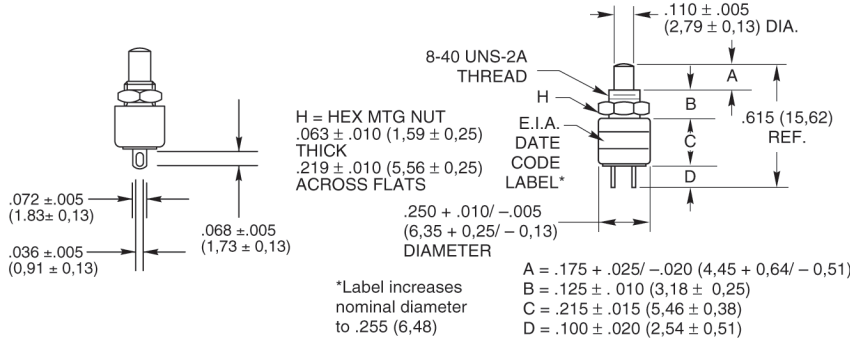 .110 ± .005
(2,79 ± 0,13) DIA.
8-40 UNS-2A
THREAD
A
H
B
H = HEX MTG NUT
.063 ± .010 (1,59 ± 0,25)
THICK
.219 ± .010 (5,56 ± 0,25)
ACROSS FLATS
E.I.A.
DATE
CODE
LABEL*
C
D
.615 (15,62)
REF.
.072 ±.005
(1.83± 0,13)
.068 ±.005
(1,73 ± 0,13)
.036 ±.005
(0,91 ± 0,13)
.250 + .010/ –.005
(6,35 + 0,25/ – 0,13)
DIAMETER
*Label increases
nominal diameter
to .255 (6,48)
A = .175 + .025/ –.020 (4,45 + 0,64/ – 0,51)
B = .125 ± . 010 (3,18 ± 0,25)
C = .215 ± .015 (5,46 ± 0,38)
D = .100 ± .020 (2,54 ± 0,51)